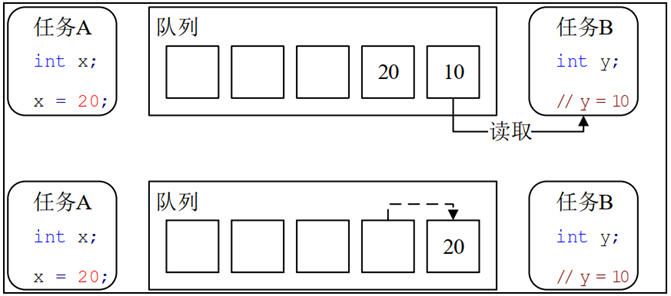 任务A
int x;
x = 20;
队列
20
10
任务B
int y;
// y = 10
读取
任务A
int x;
x = 20;
队列
20
任务B
int y;
// y = 10